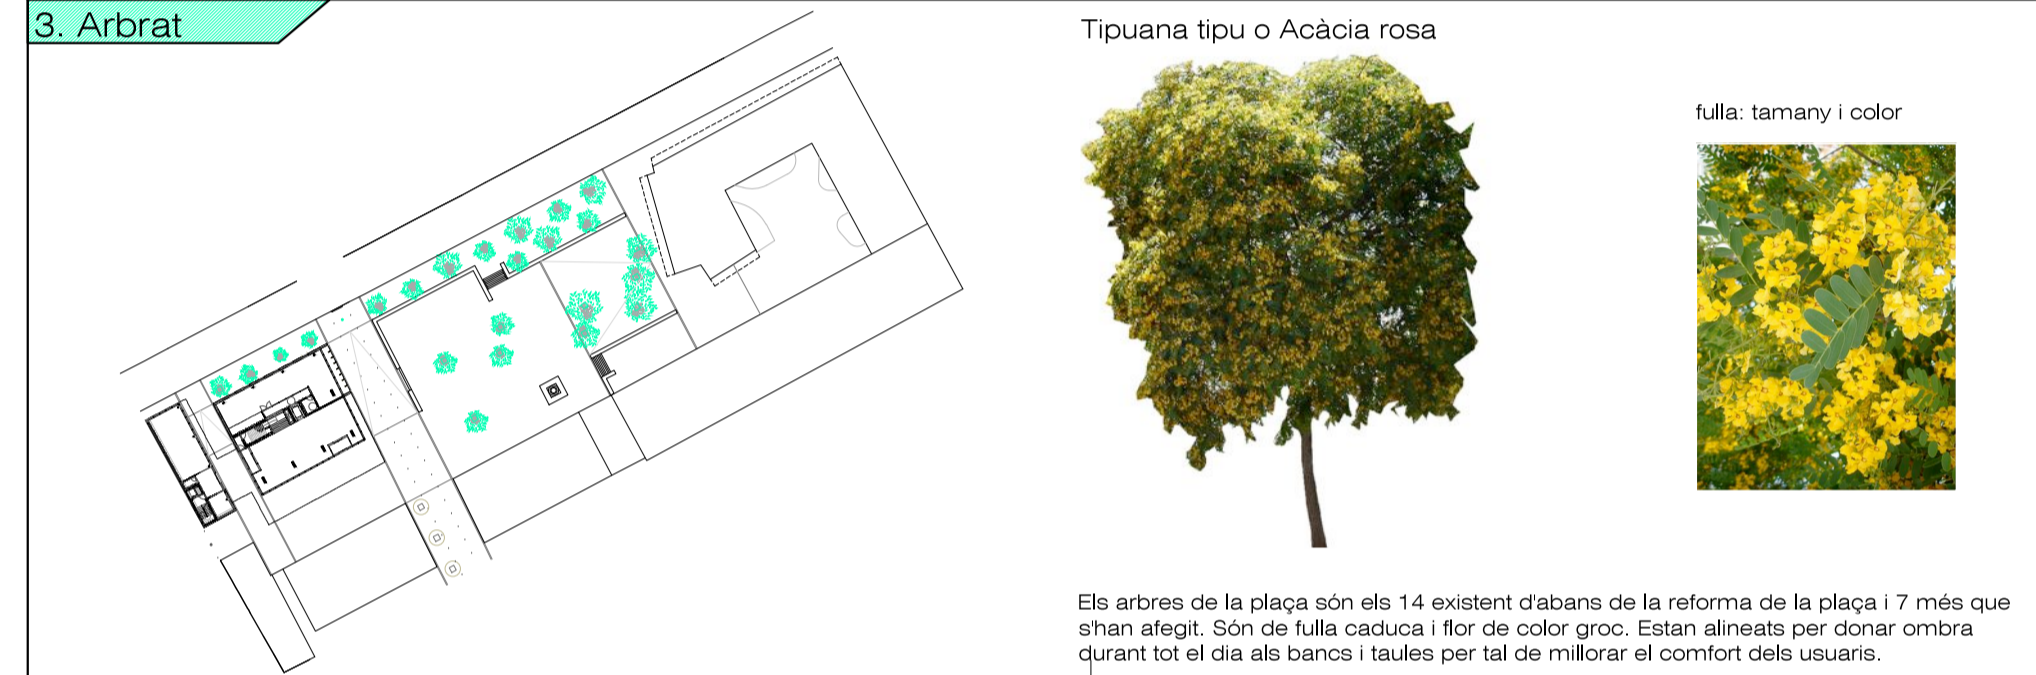 3. Arbrat
Tipuana tipu o Acàcia rosa
fulla: tamany i color
Els arbres de la plaça són els 14 existent d'abans de la reforma de la plaça i 7 més que
s'han afegit. Són de fulla caduca i flor de color groc. Estan alineats per donar ombra
durant tot el dia als bancs i taules per tal de millorar el comfort dels usuaris.